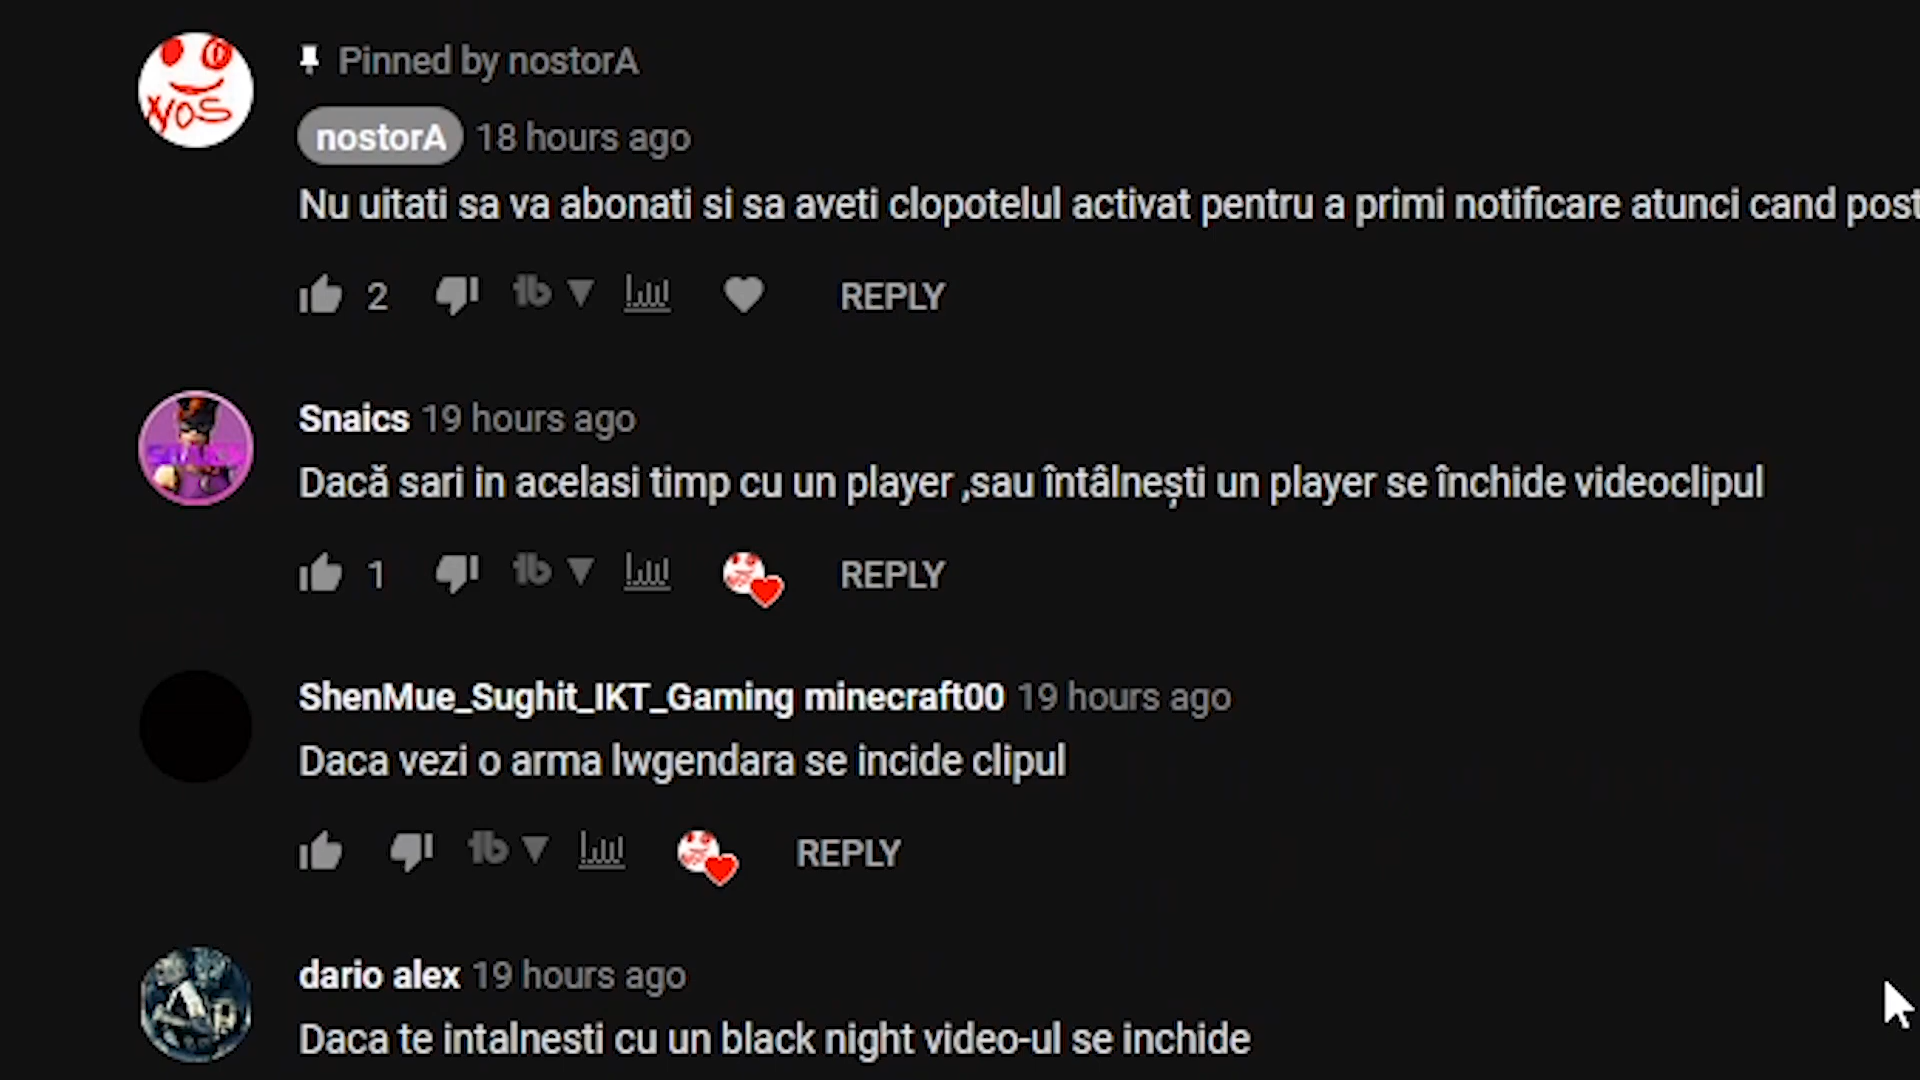 Pinned by nostorA
NOS
nostorA 18 hours ago
Nu uitati sa va abonati si sa aveti clopotelul activat pentru a primi notificare atunci cand post
2 REPLY
Snaics 19 hours ago
Dacă sari in acelasi timp cu un player ,sau întâlnești un player se închide videoclipul
1 REPLY
ShenMue_Sughit_IKT_Gaming minecraft00 19 hours ago
Daca vezi o arma lwgendara se incide clipul
REPLY
dario alex 19 hours ago
Daca te intalnesti cu un black night video-ul se inchide